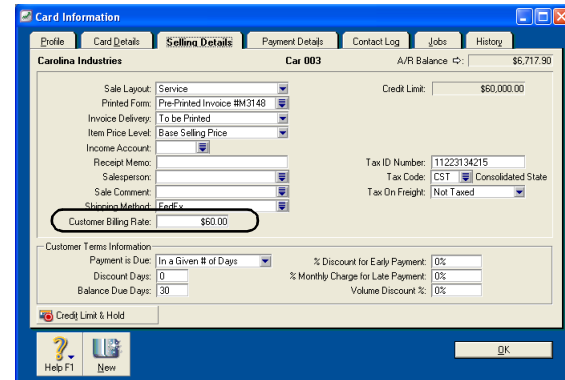 Card Information
Profile Card Details Selling Details Payment Details Contact Log Jobs History
Carolina Industries Car 003 A/R Balance ⇨: $6,717.90
Sale Layout: Service Credit Limit: $60,000.00
Printed Form: Pre-Printed Invoice #M3148
Invoice Delivery: To be Printed
Item Price Level: Base Selling Price
Income Account:
Receipt Memo: Tax ID Number: 11223134215
Salesperson: Tax Code: CST Consolidated State
Sale Comment: Tax On Freight: Not Taxed
Shipping Method: FedEx
Customer Billing Rate: $60.00
Customer Terms Information
Payment is Due: In a Given # of Days % Discount for Early Payment: 0%
Discount Days: 0 % Monthly Charge for Late Payment: 0%
Balance Due Days: 30 Volume Discount %: 0%
Credit Limit & Hold
Help F1 New OK